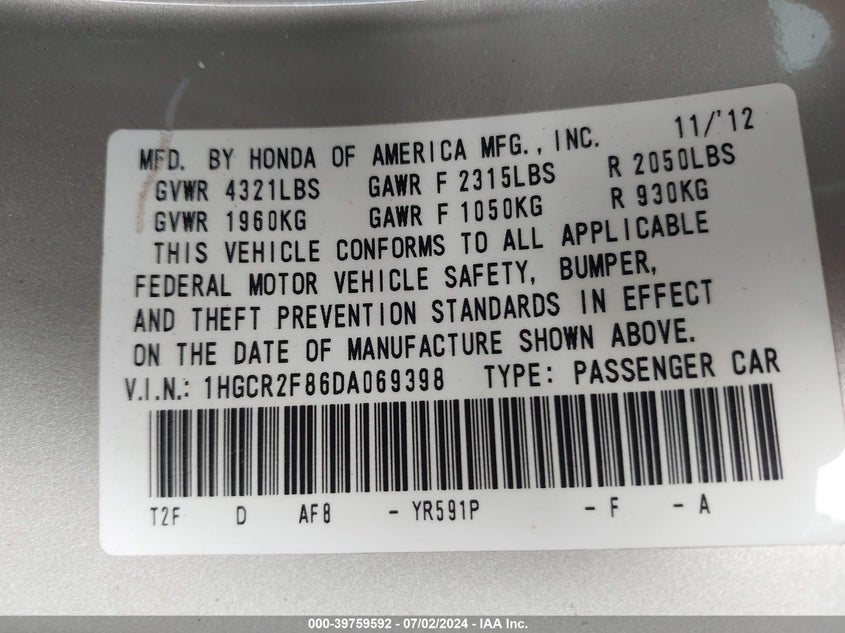 MFD. BY HONDA OF AMERICA MFG., INC. 11/'12
GVWR 4321LBS GAWR F 2315LBS R 2050LBS
GVWR 1960KG GAWR F 1050KG R 930KG
THIS VEHICLE CONFORMS TO ALL APPLICABLE
FEDERAL MOTOR VEHICLE SAFETY, BUMPER,
AND THEFT PREVENTION STANDARDS IN EFFECT
ON THE DATE OF MANUFACTURE SHOWN ABOVE.
V.I.N.: 1HGCR2F86DA069398 TYPE: PASSENGER CAR
T2F D AF8 - YR591P - F - A
000-39759592 - 07/02/2024 - IAA Inc.